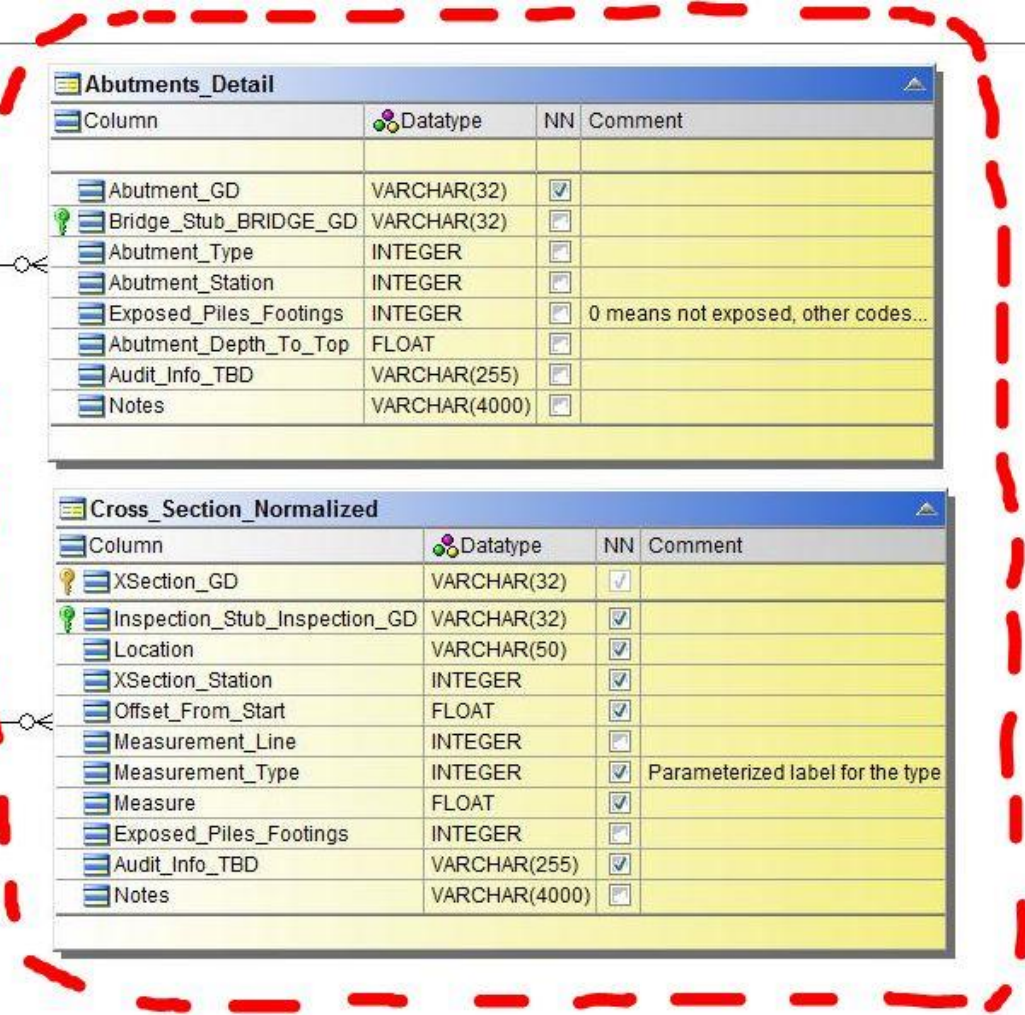 Abutments_Detail
Column Datatype NN Comment
Abutment_GD VARCHAR(32)
Bridge_Stub_BRIDGE_GD VARCHAR(32)
Abutment_Type INTEGER
Abutment_Station INTEGER
Exposed_Piles_Footings INTEGER 0 means not exposed, other codes...
Abutment_Depth_To_Top FLOAT
Audit_Info_TBD VARCHAR(255)
Notes VARCHAR(4000)
Cross_Section_Normalized
Column Datatype NN Comment
XSection_GD VARCHAR(32)
Inspection_Stub_Inspection_GD VARCHAR(32)
Location VARCHAR(50)
XSection_Station INTEGER
Offset_From_Start FLOAT
Measurement_Line INTEGER
Measurement_Type INTEGER Parameterized label for the type
Measure FLOAT
Exposed_Piles_Footings INTEGER
Audit_Info_TBD VARCHAR(255)
Notes VARCHAR(4000)